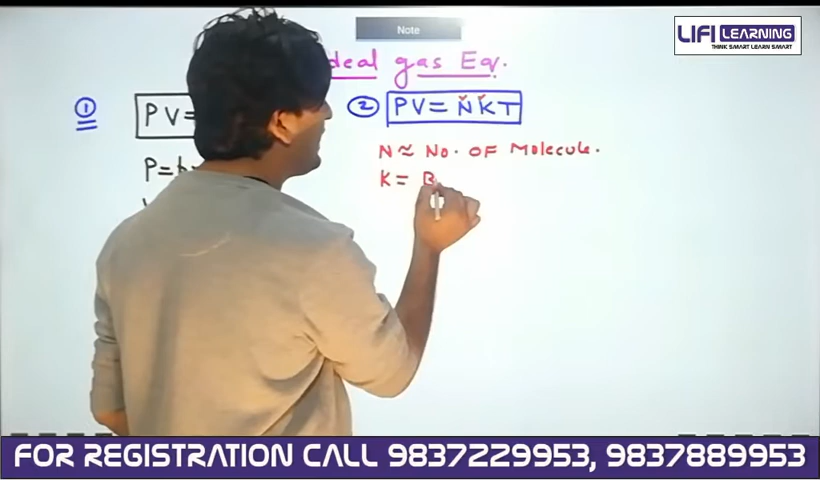 Note
LIFI LEARNING
THINK SMART LEARN SMART
deal gas Eq.
① PV=
② PV = NKT
P=
N ≈ No. OF Molecule.
K = B
FOR REGISTRATION CALL 9837229953, 9837889953